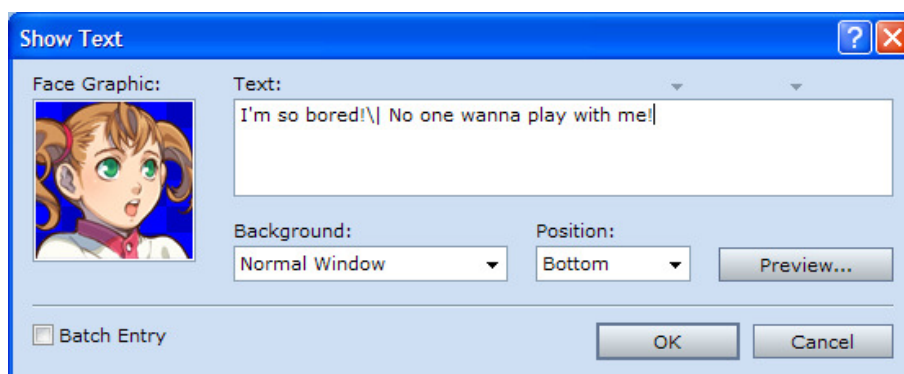 Show Text
Face Graphic:
Text:
I'm so bored!\| No one wanna play with me!
Background:
Position:
Normal Window
Bottom
Preview...
Batch Entry
OK
Cancel